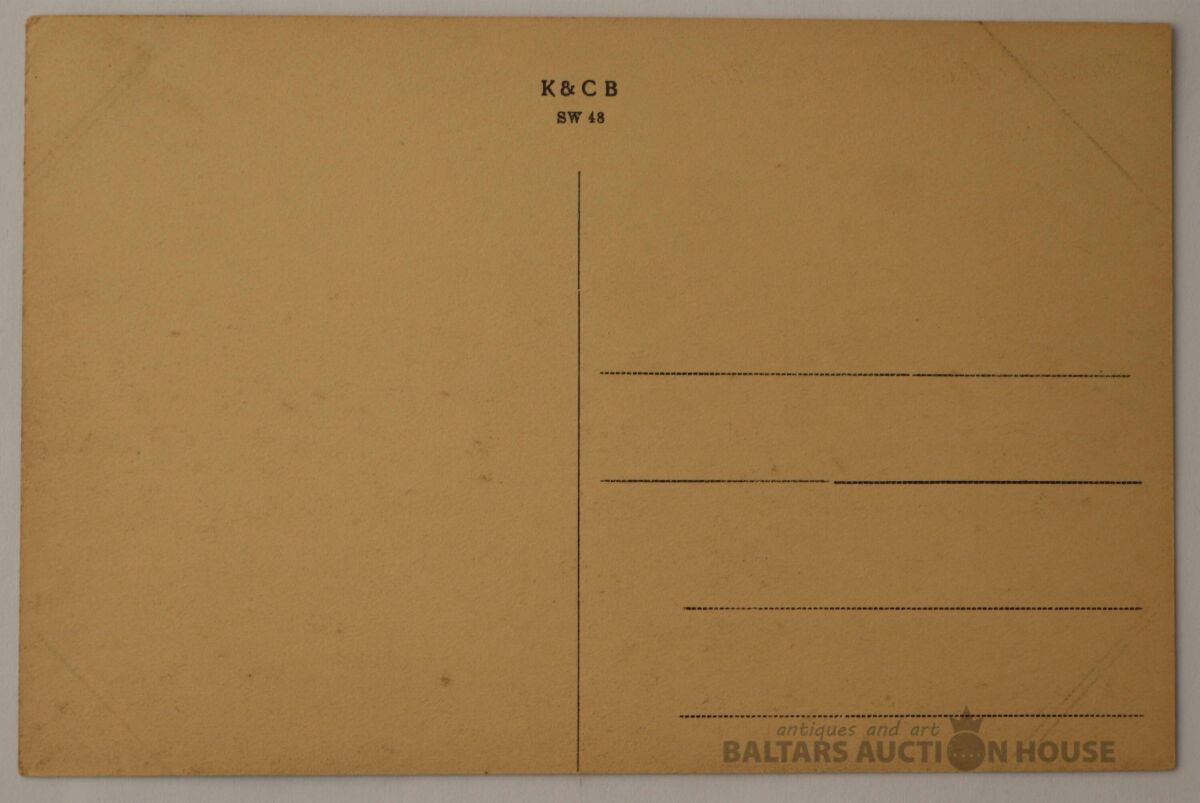 K & C B
SW 48
antiques and art
BALTARS AUCTION HOUSE